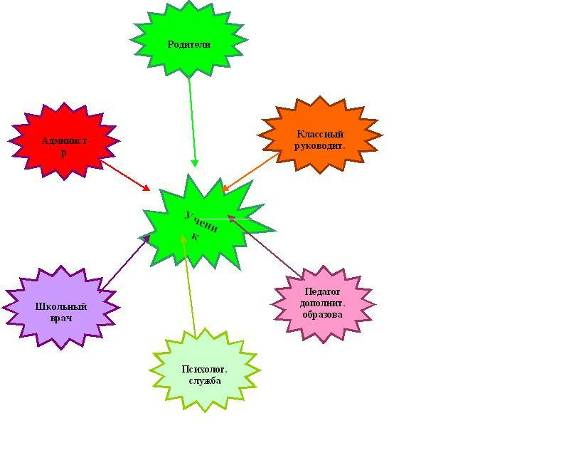 Родители
Админист
р
Классный
руководит.
Учени
к
Школьный
врач
Педагог
дополнит.
образова
Психолог.
служба